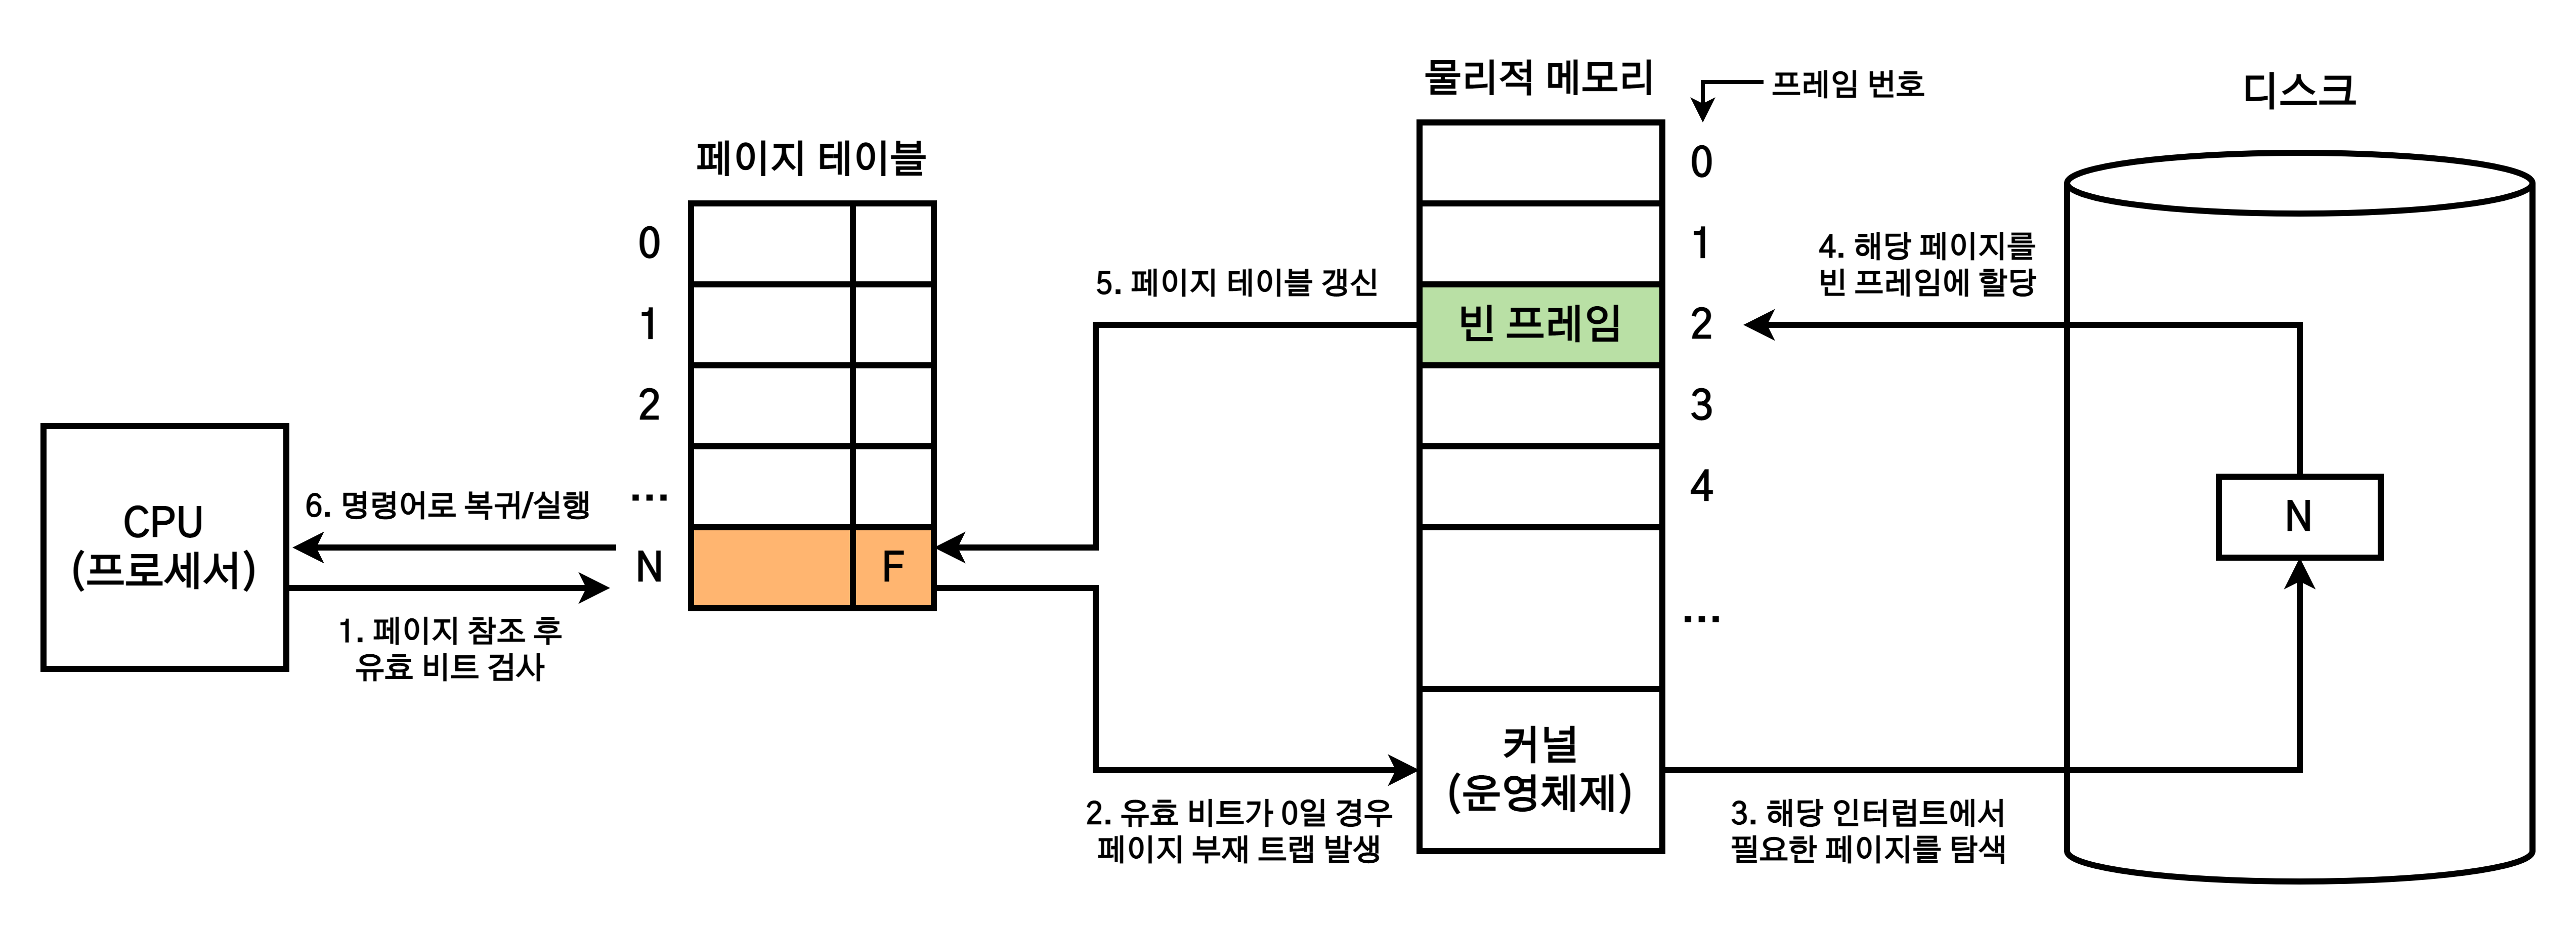 물리적 메모리
프레임 번호
디스크
페이지 테이블
0
1
2
...
N
F
0
1
2
3
4
...
빈 프레임
커널
(운영체제)
N
CPU
(프로세서)
1. 페이지 참조 후
유효 비트 검사
2. 유효 비트가 0일 경우
페이지 부재 트랩 발생
3. 해당 인터럽트에서
필요한 페이지를 탐색
4. 해당 페이지를
빈 프레임에 할당
5. 페이지 테이블 갱신
6. 명령어로 복귀/실행